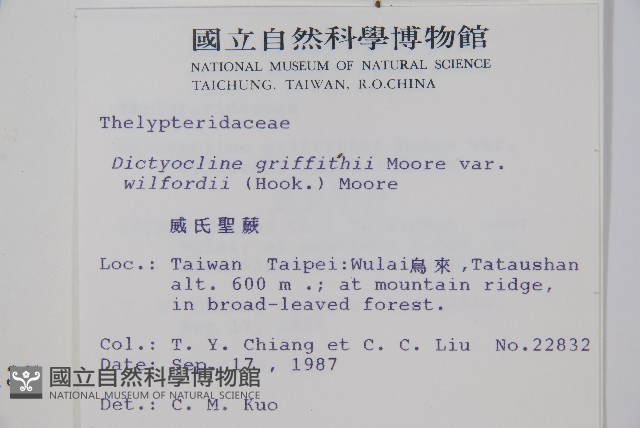 國立自然科學博物館
NATIONAL MUSEUM OF NATURAL SCIENCE
TAICHUNG. TAIWAN, R.O.CHINA
Thelypteridaceae
Dictyocline griffithii Moore var.
wilfordii (Hook.) Moore
威氏聖蕨
Loc.: Taiwan Taipei:Wulai烏來,Tataushan
alt. 600 m .; at mountain ridge,
in broad-leaved forest.
Col.: T. Y. Chiang et C. C. Liu No.22832
Date: Sep. 17 , 1987
國立自然科學博物館
NATIONAL MUSEUM OF NATURAL SCIENCE
Det.: C. M. Kuo